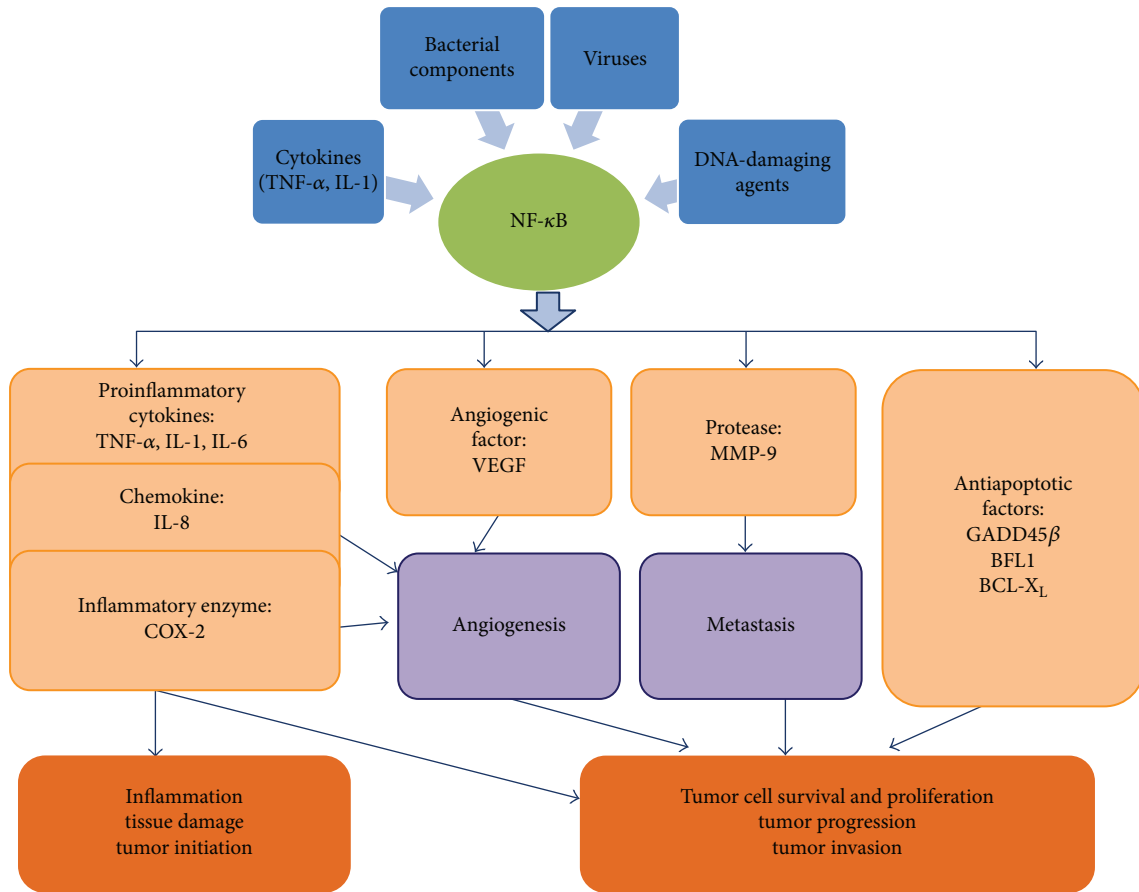 Bacterial
components
Viruses
Cytokines
(TNF-α, IL-1)
DNA-damaging
agents
NF-κB
Proinflammatory
cytokines:
TNF-α, IL-1, IL-6
Chemokine:
IL-8
Inflammatory enzyme:
COX-2
Angiogenic
factor:
VEGF
Protease:
MMP-9
Antiapoptotic
factors:
GADD45β
BFL1
BCL-X_L
Angiogenesis
Metastasis
Inflammation
tissue damage
tumor initiation
Tumor cell survival and proliferation
tumor progression
tumor invasion